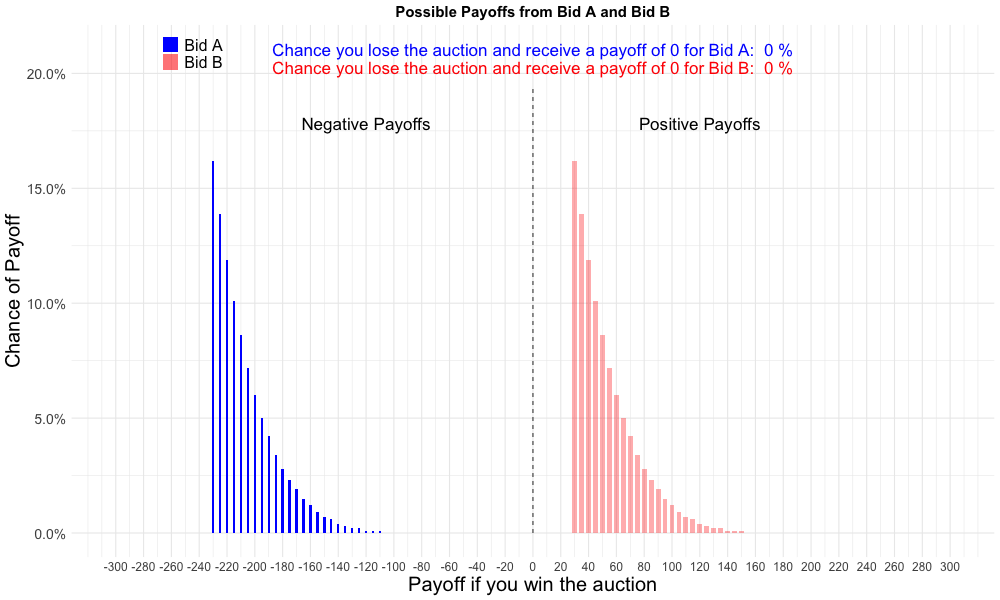 Possible Payoffs from Bid A and Bid B
Bid A
Bid B
Chance you lose the auction and receive a payoff of 0 for Bid A:  0 %
Chance you lose the auction and receive a payoff of 0 for Bid B:  0 %
Negative Payoffs
Positive Payoffs
Chance of Payoff
20.0%
15.0%
10.0%
5.0%
0.0%
-300 -280 -260 -240 -220 -200 -180 -160 -140 -120 -100 -80 -60 -40 -20 0 20 40 60 80 100 120 140 160 180 200 220 240 260 280 300
Payoff if you win the auction